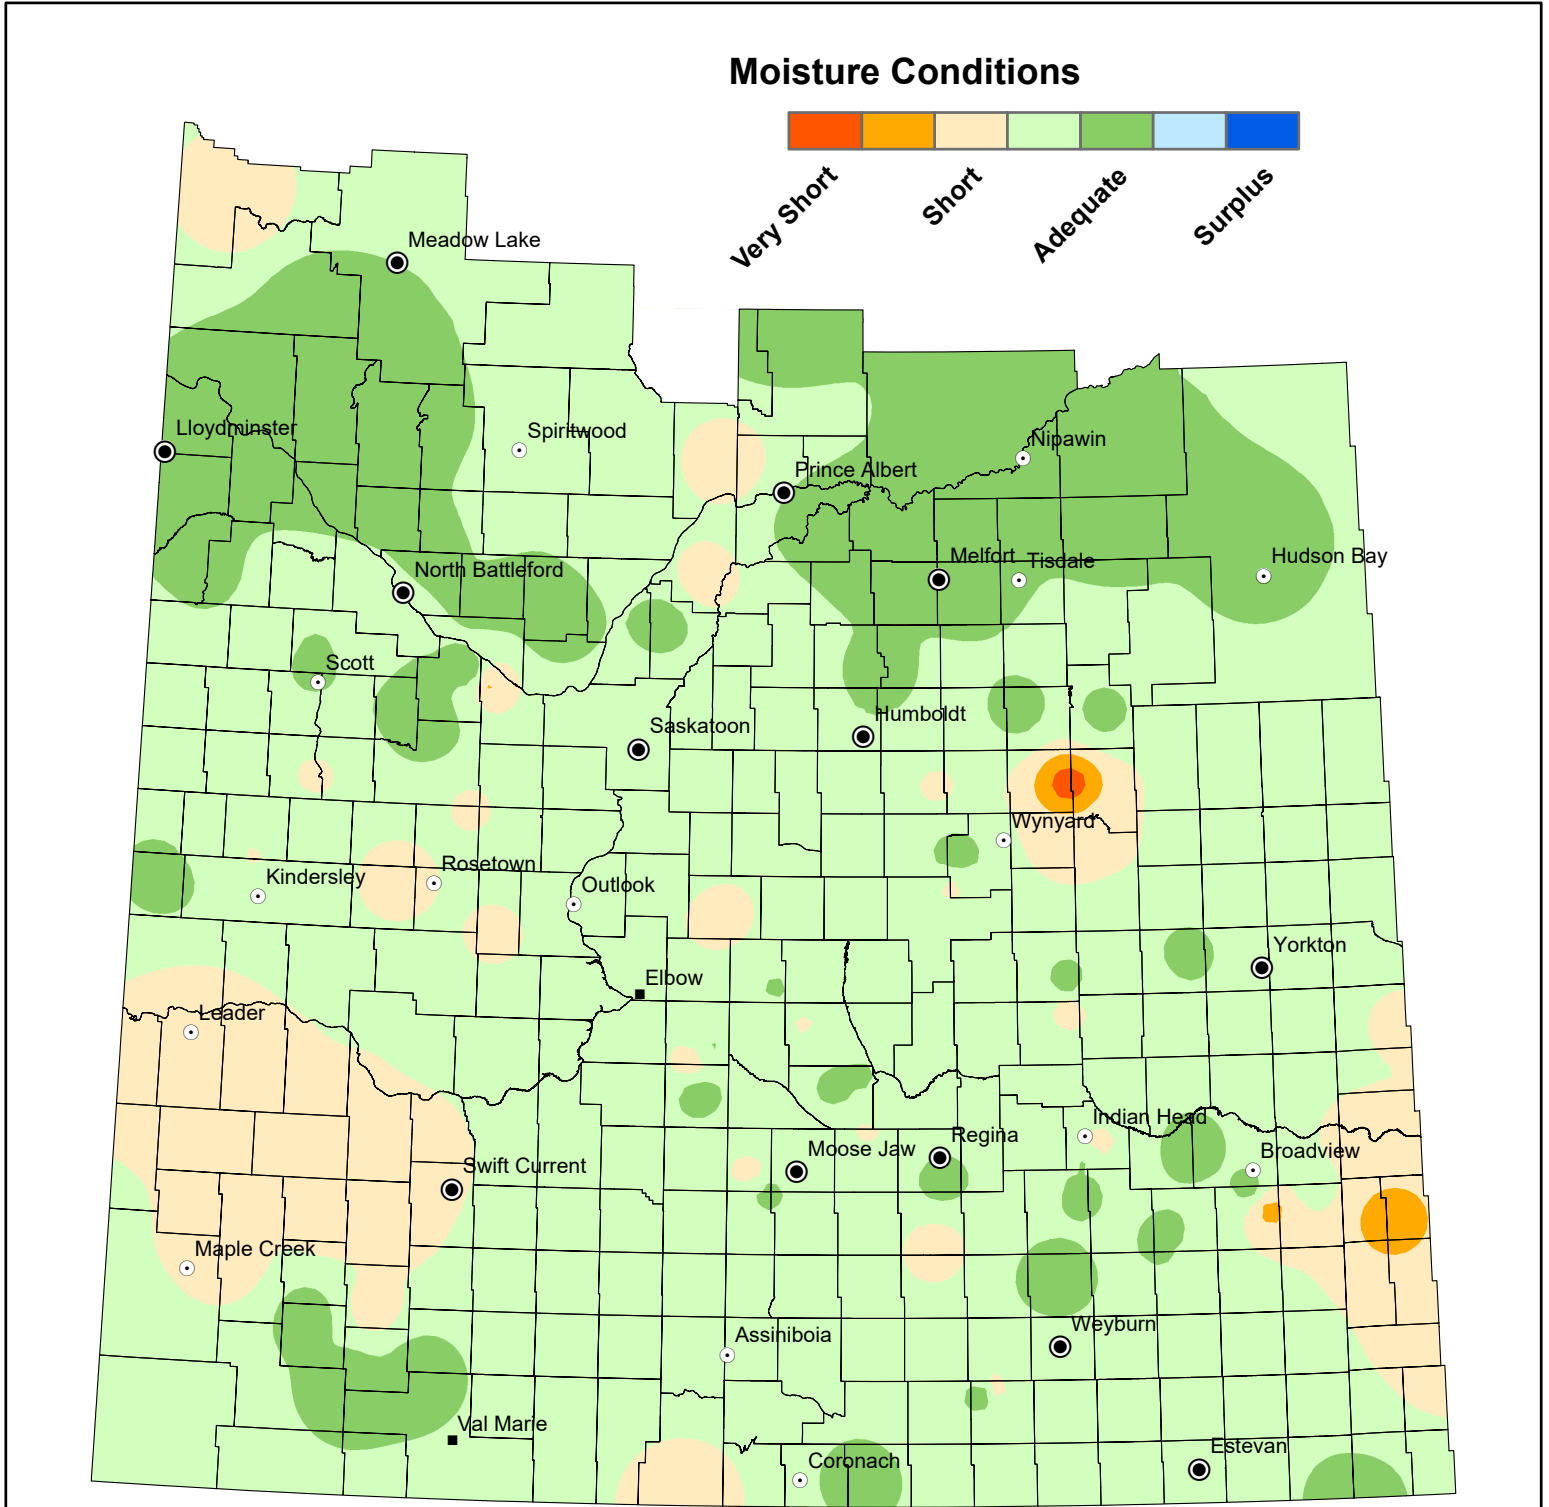 Moisture Conditions
Very Short
Short
Adequate
Surplus
Meadow Lake
Lloydminster
Spiritwood
Nipawin
Prince Albert
Melfort
Tisdale
Hudson Bay
North Battleford
Scott
Humboldt
Saskatoon
Wynyard
Rosetown
Kindersley
Outlook
Yorkton
Elbow
Leader
Indian Head
Regina
Moose Jaw
Broadview
Swift Current
Maple Creek
Weyburn
Assiniboia
Val Marie
Estevan
Coronach